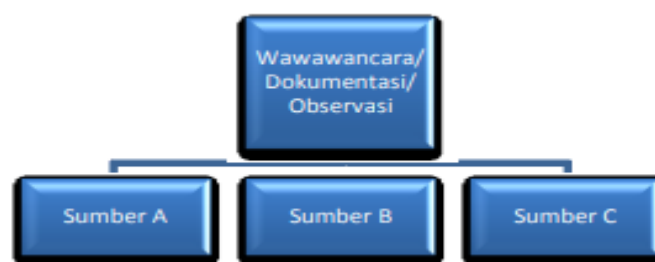 Wawawancara/
Dokumentasi/
Observasi
Sumber A
Sumber B
Sumber C